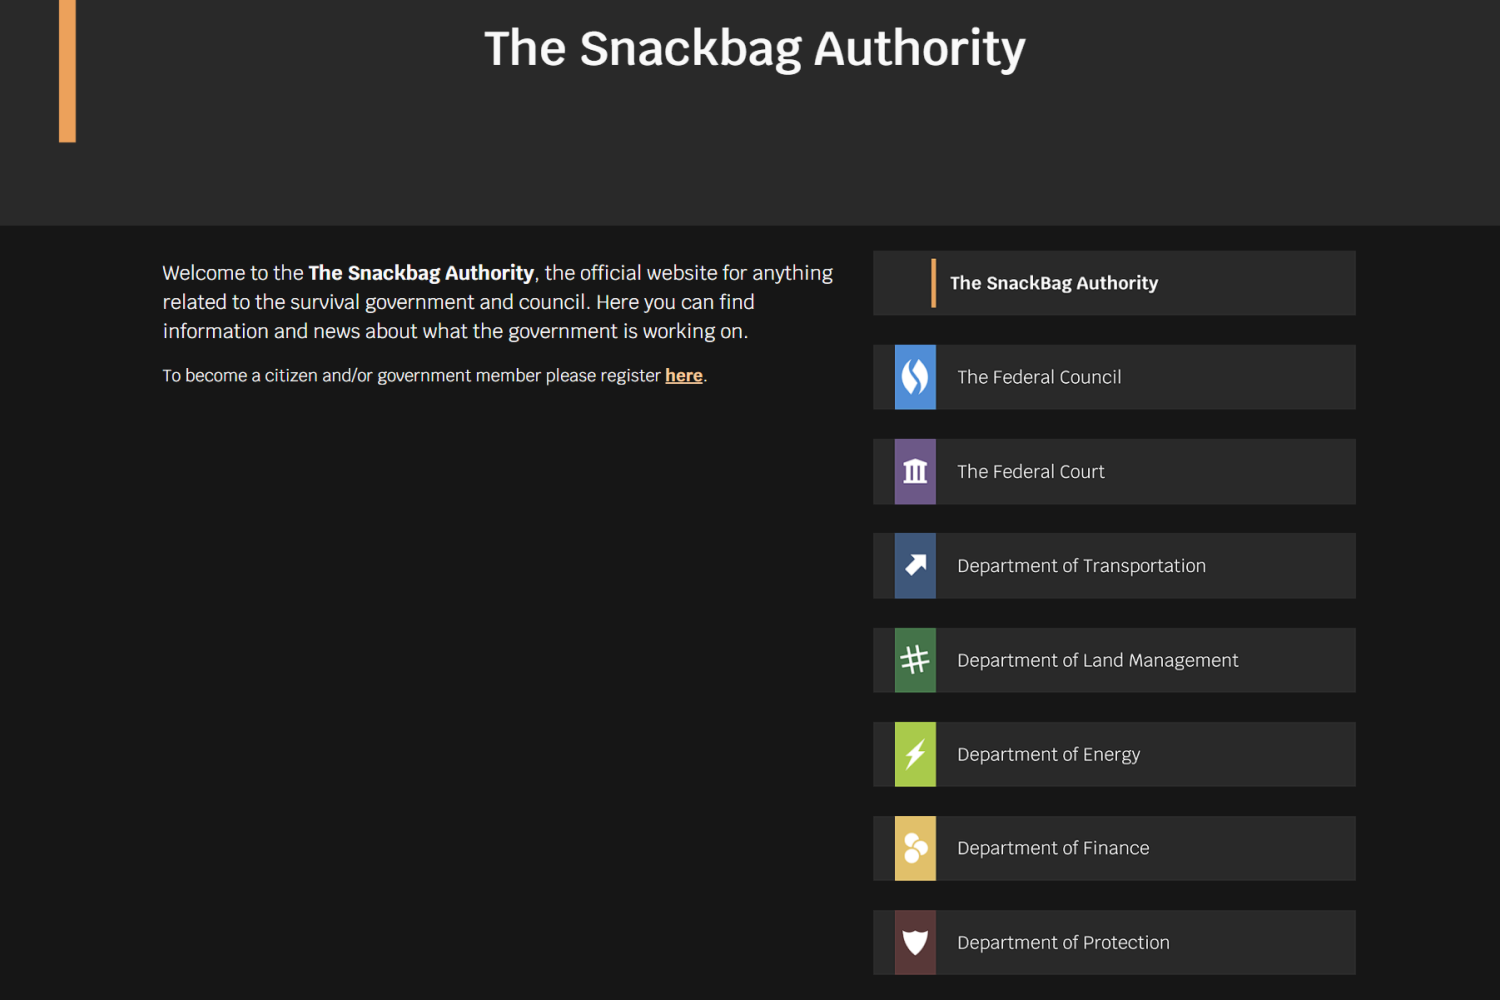 The Snackbag Authority
Welcome to the The Snackbag Authority, the official website for anything
related to the survival government and council. Here you can find
information and news about what the government is working on.
To become a citizen and/or government member please register here.
The SnackBag Authority
The Federal Council
The Federal Court
Department of Transportation
Department of Land Management
Department of Energy
Department of Finance
Department of Protection